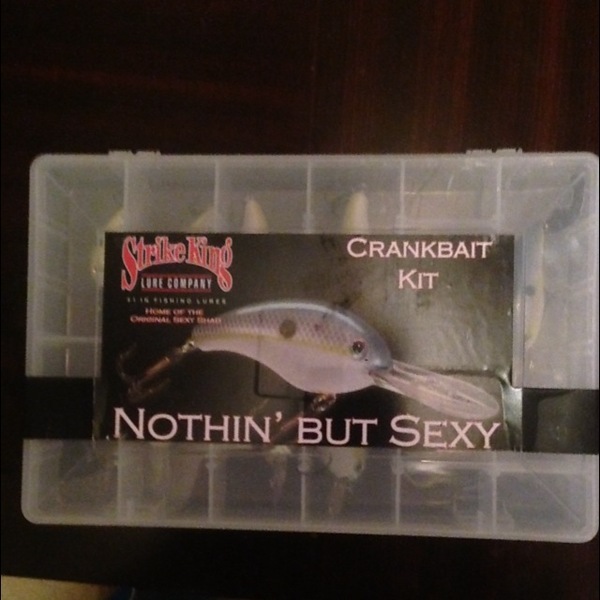 Strike King
LURE COMPANY
#1 IN FISHING LURES
HOME OF THE
ORIGINAL SEXY SHAD
CRANKBAIT
KIT
NOTHIN' BUT SEXY